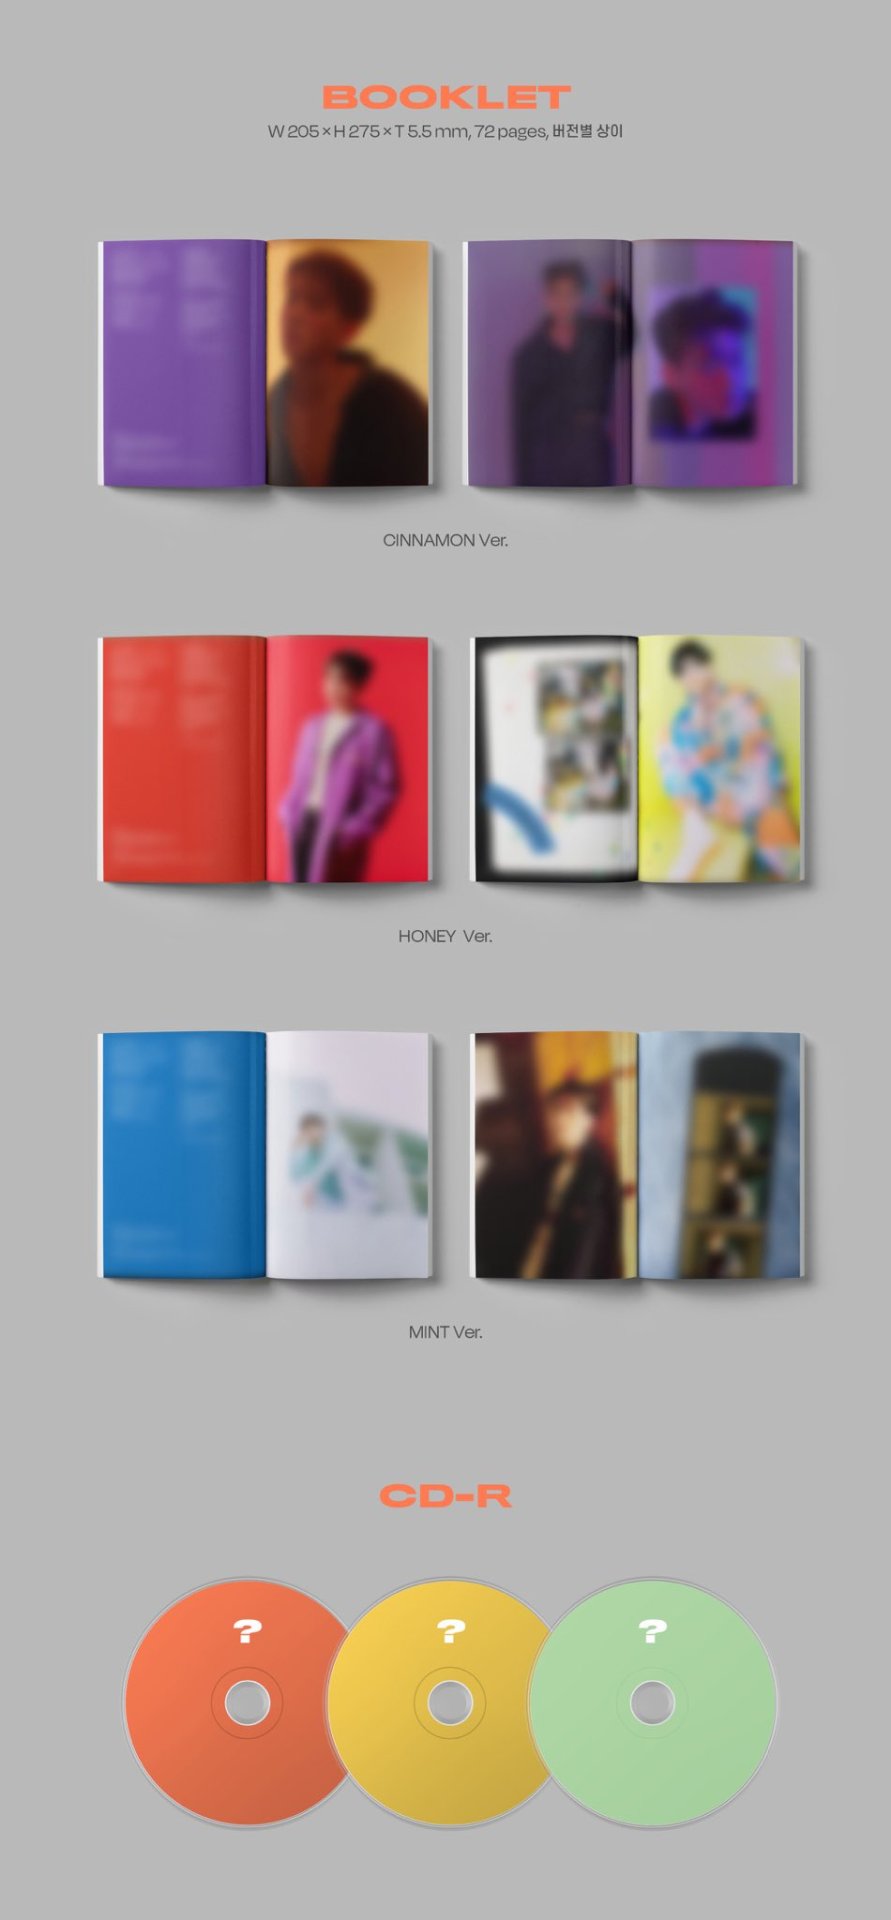 BOOKLET
W 205 × H 275 × T 5.5 mm, 72 pages, 버전별 상이
CINNAMON Ver.
HONEY Ver.
MINT Ver.
CD-R
? ? ?